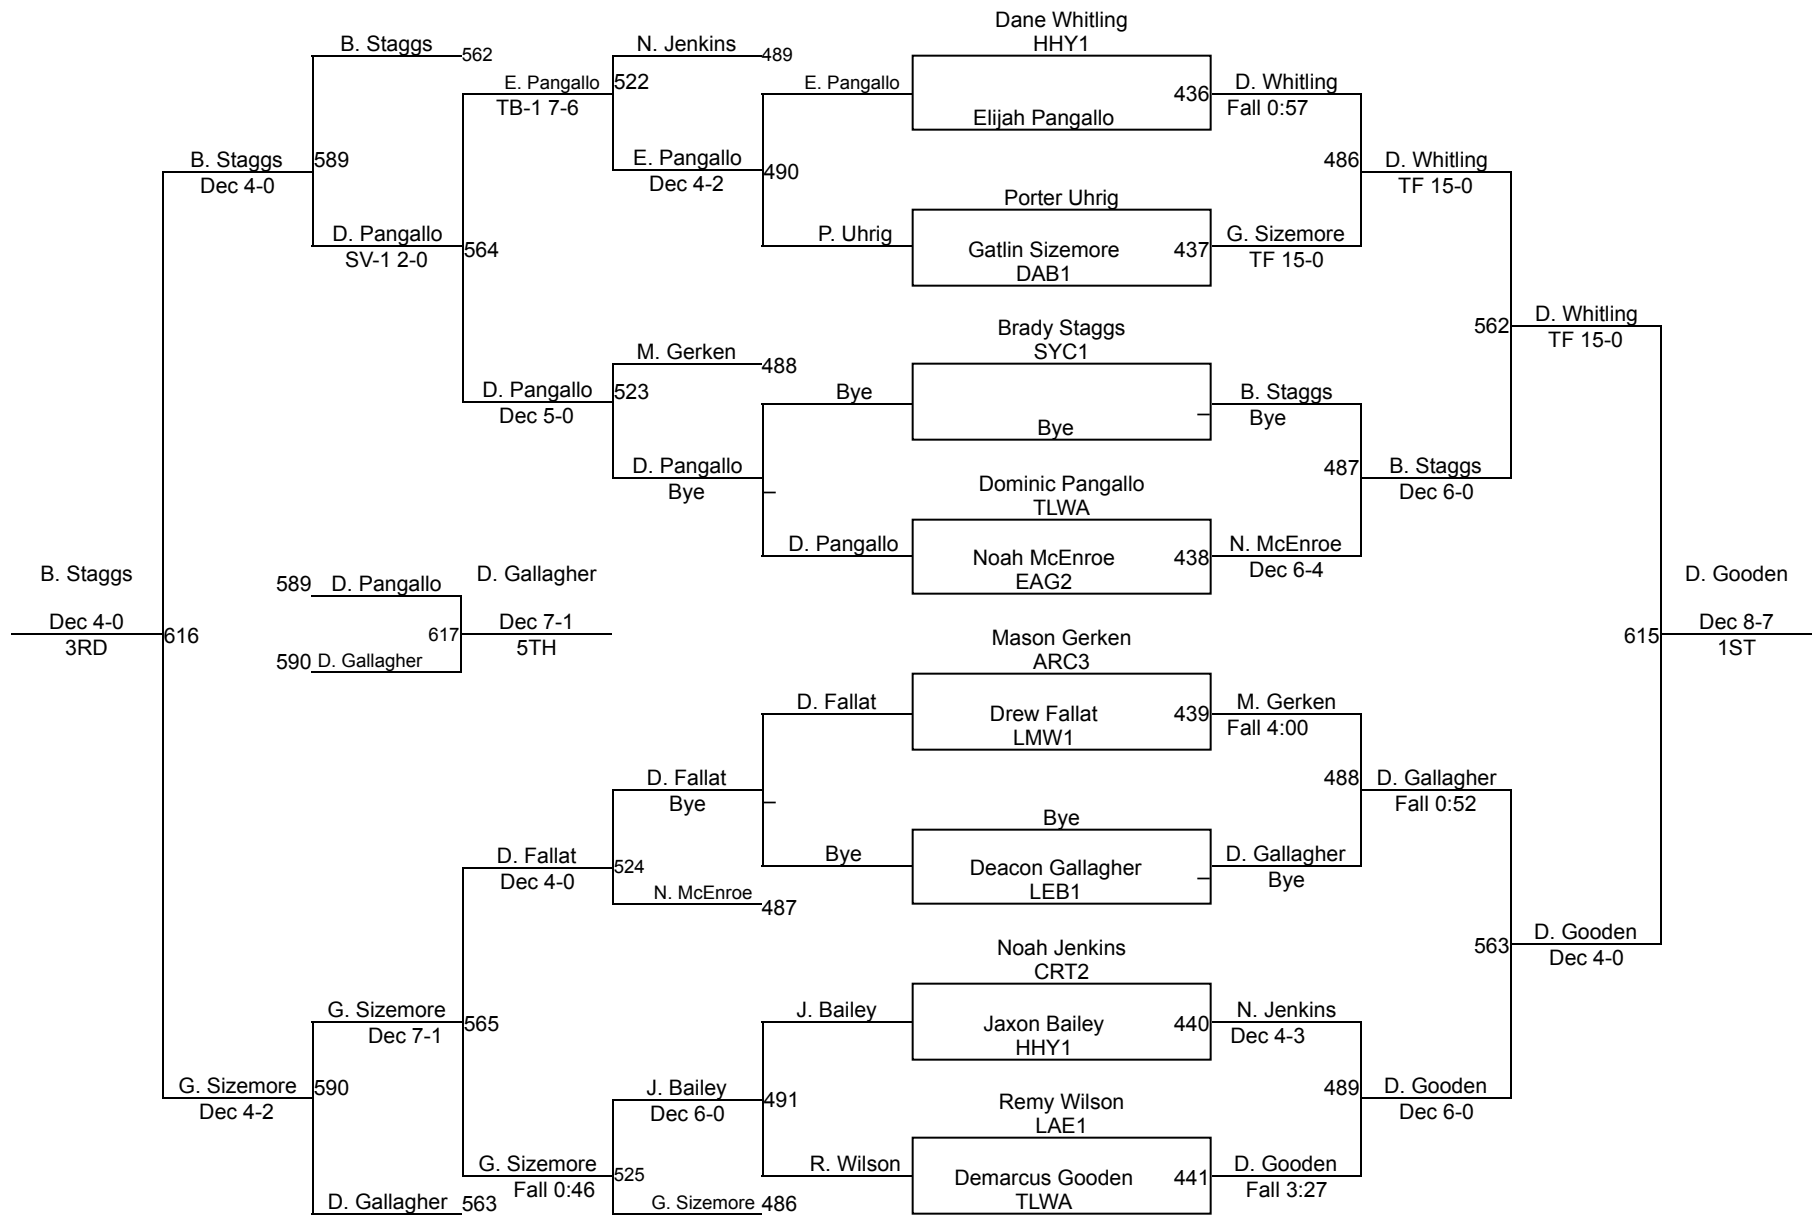 Dane Whitling
HHY1
B. Staggs
562
N. Jenkins
489
E. Pangallo
TB-1 7-6
522
E. Pangallo
436
D. Whitling
Fall 0:57
Elijah Pangallo
B. Staggs
Dec 4-0
589
E. Pangallo
Dec 4-2
490
486
D. Whitling
TF 15-0
Porter Uhrig
D. Pangallo
SV-1 2-0
564
P. Uhrig
Gatlin Sizemore
DAB1
437
G. Sizemore
TF 15-0
Brady Staggs
SYC1
562
D. Whitling
TF 15-0
M. Gerken
488
D. Pangallo
Dec 5-0
523
Bye
Bye
B. Staggs
Bye
D. Pangallo
Bye
487
B. Staggs
Dec 6-0
Dominic Pangallo
TLWA
D. Pangallo
Noah McEnroe
EAG2
438
N. McEnroe
Dec 6-4
B. Staggs
Dec 4-0
3RD
616
589
D. Pangallo
590
D. Gallagher
617
D. Gallagher
Dec 7-1
5TH
615
D. Gooden
Dec 8-7
1ST
Mason Gerken
ARC3
D. Fallat
Drew Fallat
LMW1
439
M. Gerken
Fall 4:00
D. Fallat
Bye
488
D. Gallagher
Fall 0:52
Bye
D. Fallat
Dec 4-0
524
Bye
Deacon Gallagher
LEB1
D. Gallagher
Bye
N. McEnroe
487
Noah Jenkins
CRT2
563
D. Gooden
Dec 4-0
G. Sizemore
Dec 7-1
565
J. Bailey
Jaxon Bailey
HHY1
440
N. Jenkins
Dec 4-3
G. Sizemore
Dec 4-2
590
J. Bailey
Dec 6-0
491
489
D. Gooden
Dec 6-0
Remy Wilson
LAE1
G. Sizemore
Fall 0:46
525
R. Wilson
Demarcus Gooden
TLWA
441
D. Gooden
Fall 3:27
D. Gallagher
563
G. Sizemore
486